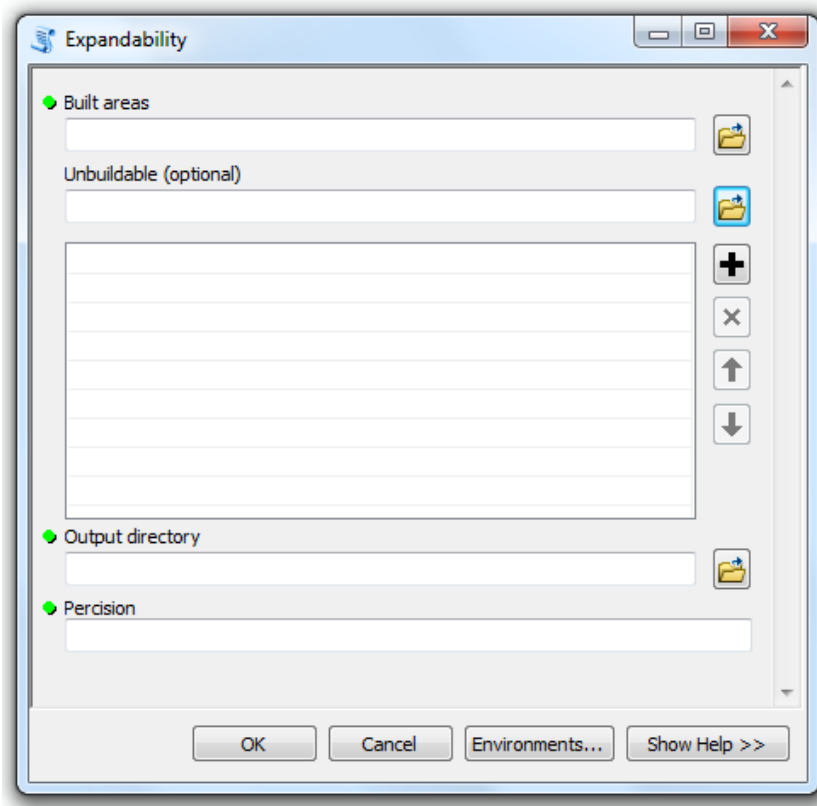 Expandability
Built areas
Unbuildable (optional)
Output directory
Percision
OK Cancel Environments... Show Help >>